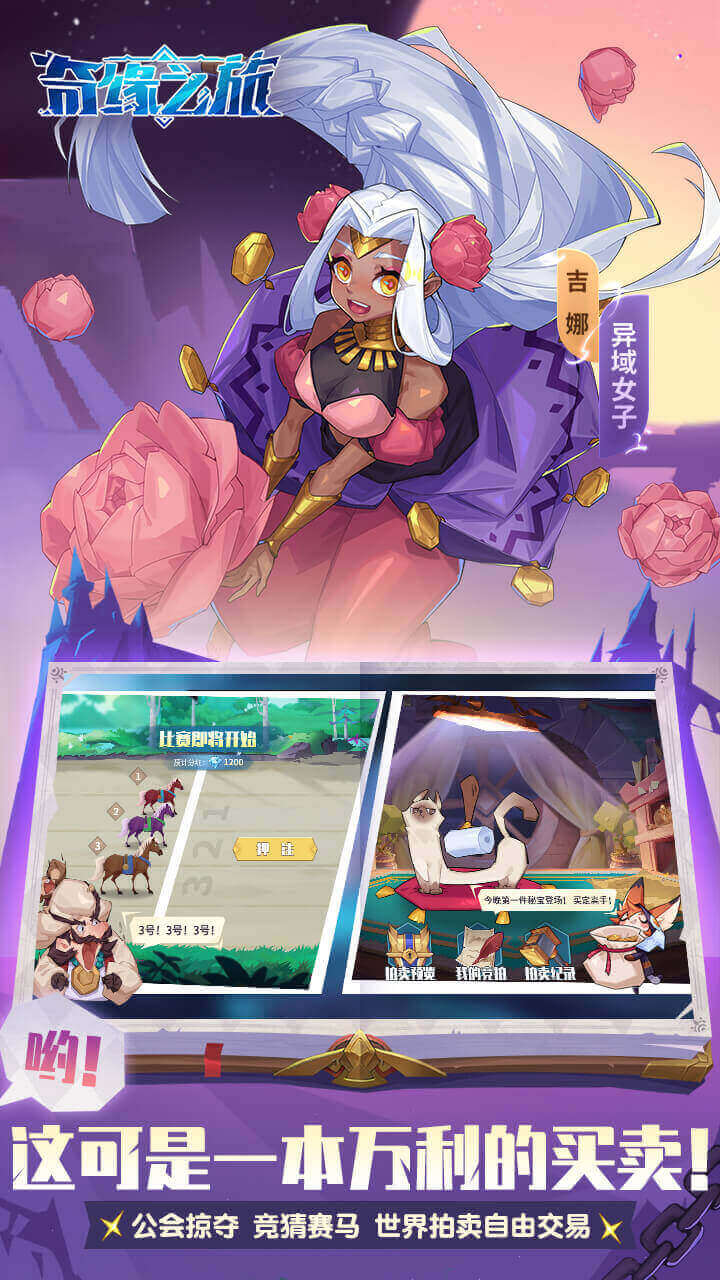 奇缘之旅
吉娜
异域女子
比赛即将开始
预计分红: 1200
1
2
3
1
2
3
押 注
3号! 3号! 3号!
今晚第一件秘宝登场! 买定离手!
拍卖预览 我的竞拍 拍卖纪录
哟!
这可是一本万利的买卖!
公会掠夺 竞猜赛马 世界拍卖自由交易